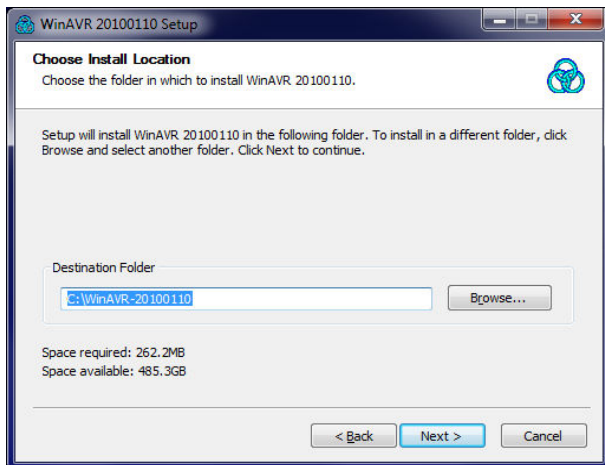 WinAVR 20100110 Setup
Choose Install Location
Choose the folder in which to install WinAVR 20100110.
Setup will install WinAVR 20100110 in the following folder. To install in a different folder, click
Browse and select another folder. Click Next to continue.
Destination Folder
C:\WinAVR-20100110
Browse...
Space required: 262.2MB
Space available: 485.3GB
< Back
Next >
Cancel